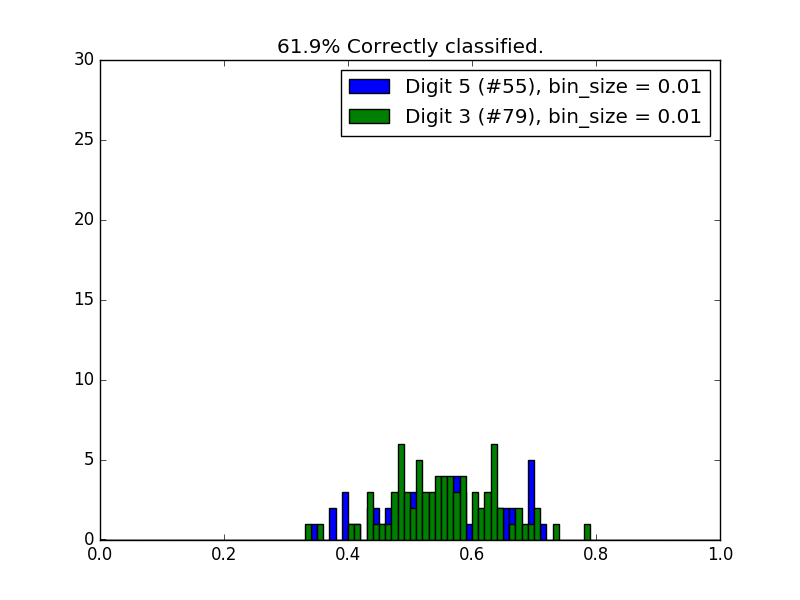 61.9% Correctly classified.
30
Digit 5 (#55), bin_size = 0.01
Digit 3 (#79), bin_size = 0.01
25
20
15
10
5
0
0.0 0.2 0.4 0.6 0.8 1.0